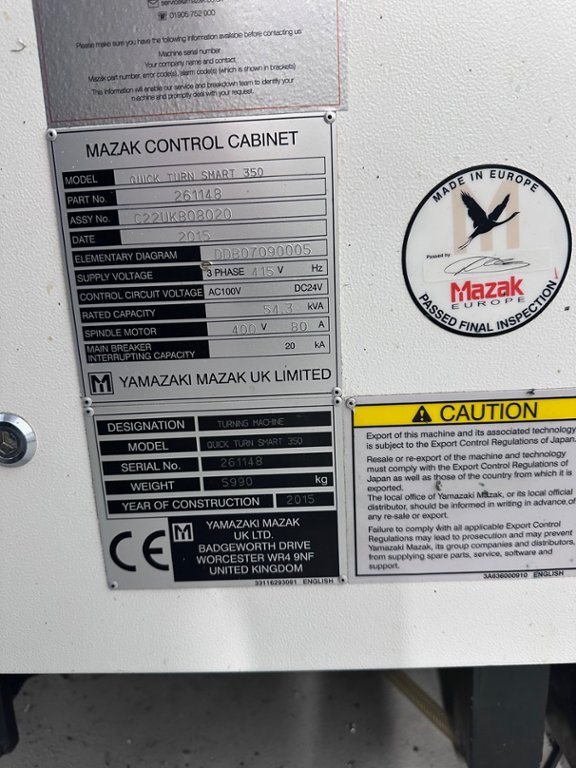 ☎ 01905 752 000
Please make sure you have the following information available before contacting us:
Machine serial number
Your company name and contact
Mazak part number, error code(s), alarm code(s) (which is shown in brackets)
This information will enable our service and breakdown team to identify your
machine and promptly deal with your request.
MAZAK CONTROL CABINET
MODEL QUICK TURN SMART 350
PART No. 261148
ASSY No. C22UKB08020
DATE 2015
ELEMENTARY DIAGRAM DDB07090005
SUPPLY VOLTAGE 3 PHASE 415 V Hz
CONTROL CIRCUIT VOLTAGE AC100V DC24V
RATED CAPACITY 54.3 kVA
SPINDLE MOTOR 400 V 80 A
MAIN BREAKER
INTERRUPTING CAPACITY 20 kA
YAMAZAKI MAZAK UK LIMITED
DESIGNATION TURNING MACHINE
MODEL QUICK TURN SMART 350
SERIAL No. 261148
WEIGHT 5990 kg
YEAR OF CONSTRUCTION 2015
CE
YAMAZAKI MAZAK
UK LTD.
BADGEWORTH DRIVE
WORCESTER WR4 9NF
UNITED KINGDOM
33116293091 ENGLISH
MADE IN EUROPE
Passed by
Mazak
EUROPE
PASSED FINAL INSPECTION
CAUTION
Export of this machine and its associated technology
is subject to the Export Control Regulations of Japan.
Resale or re-export of the machine and technology
must comply with the Export Control Regulations of
Japan as well as those of the country from which it is
exported.
The local office of Yamazaki Mazak, or its local official
distributor, should be informed in writing in advance of
any re-sale or export.
Failure to comply with all applicable Export Control
Regulations may lead to prosecution and may prevent
Yamazaki Mazak, its group companies and distributors,
from supplying spare parts, service, software and
support.
3A636000910 ENGLISH